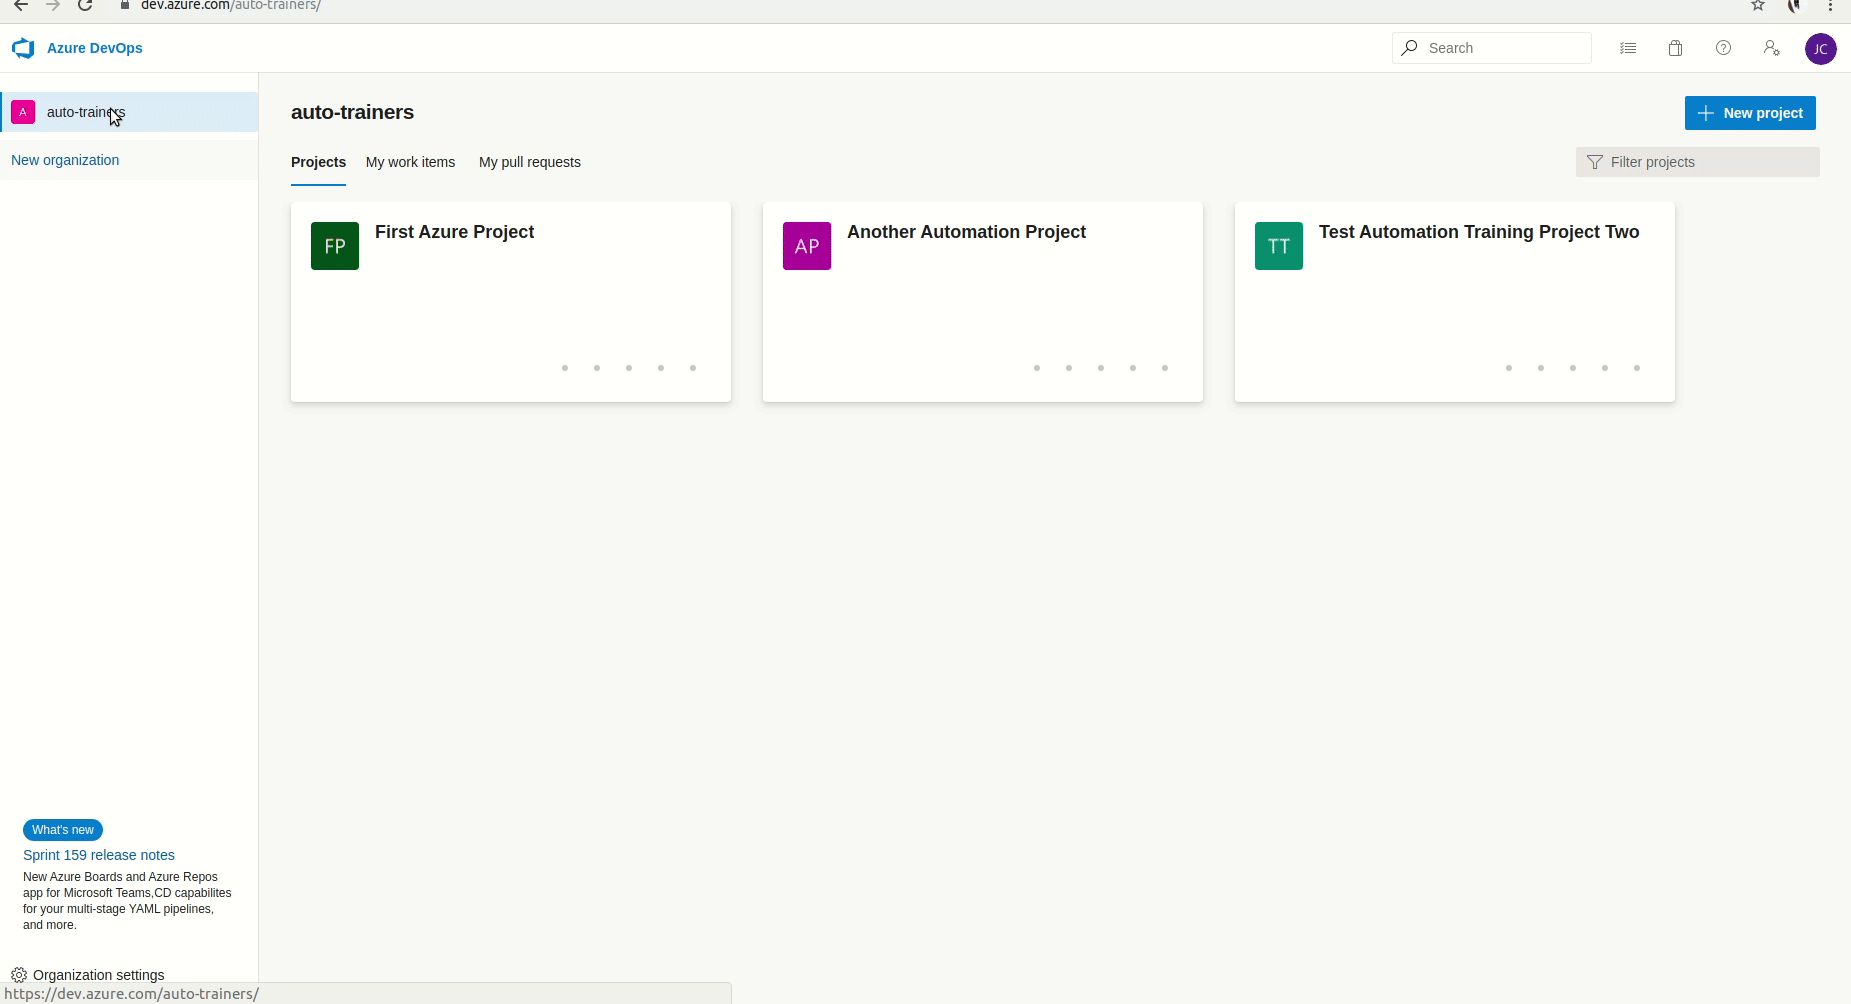 dev.azure.com/auto-trainers/
Azure DevOps
Search
JC
A auto-trainers
New organization
auto-trainers
New project
Projects My work items My pull requests
Filter projects
FP First Azure Project
AP Another Automation Project
TT Test Automation Training Project Two
What's new
Sprint 159 release notes
New Azure Boards and Azure Repos
app for Microsoft Teams,CD capabilites
for your multi-stage YAML pipelines,
and more.
Organization settings
https://dev.azure.com/auto-trainers/